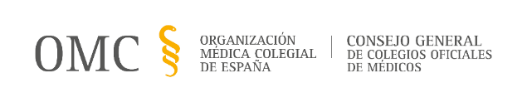 OMC
ORGANIZACIÓN
MÉDICA COLEGIAL
DE ESPAÑA
CONSEJO GENERAL
DE COLEGIOS OFICIALES
DE MÉDICOS